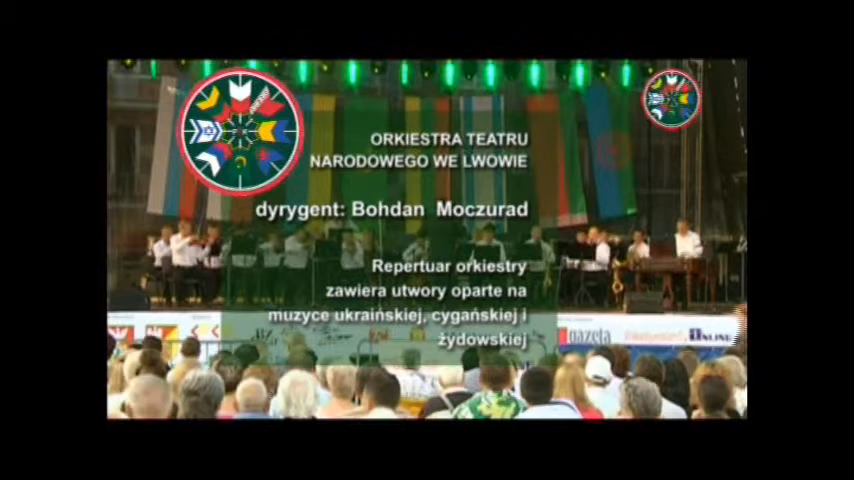 ORKIESTRA TEATRU
NARODOWEGO WE LWOWIE
dyrygent: Bohdan Moczurad
Repertuar orkiestry
zawiera utwory oparte na
muzyce ukraińskiej, cygańskiej i
żydowskiej
gazeta
NLINE